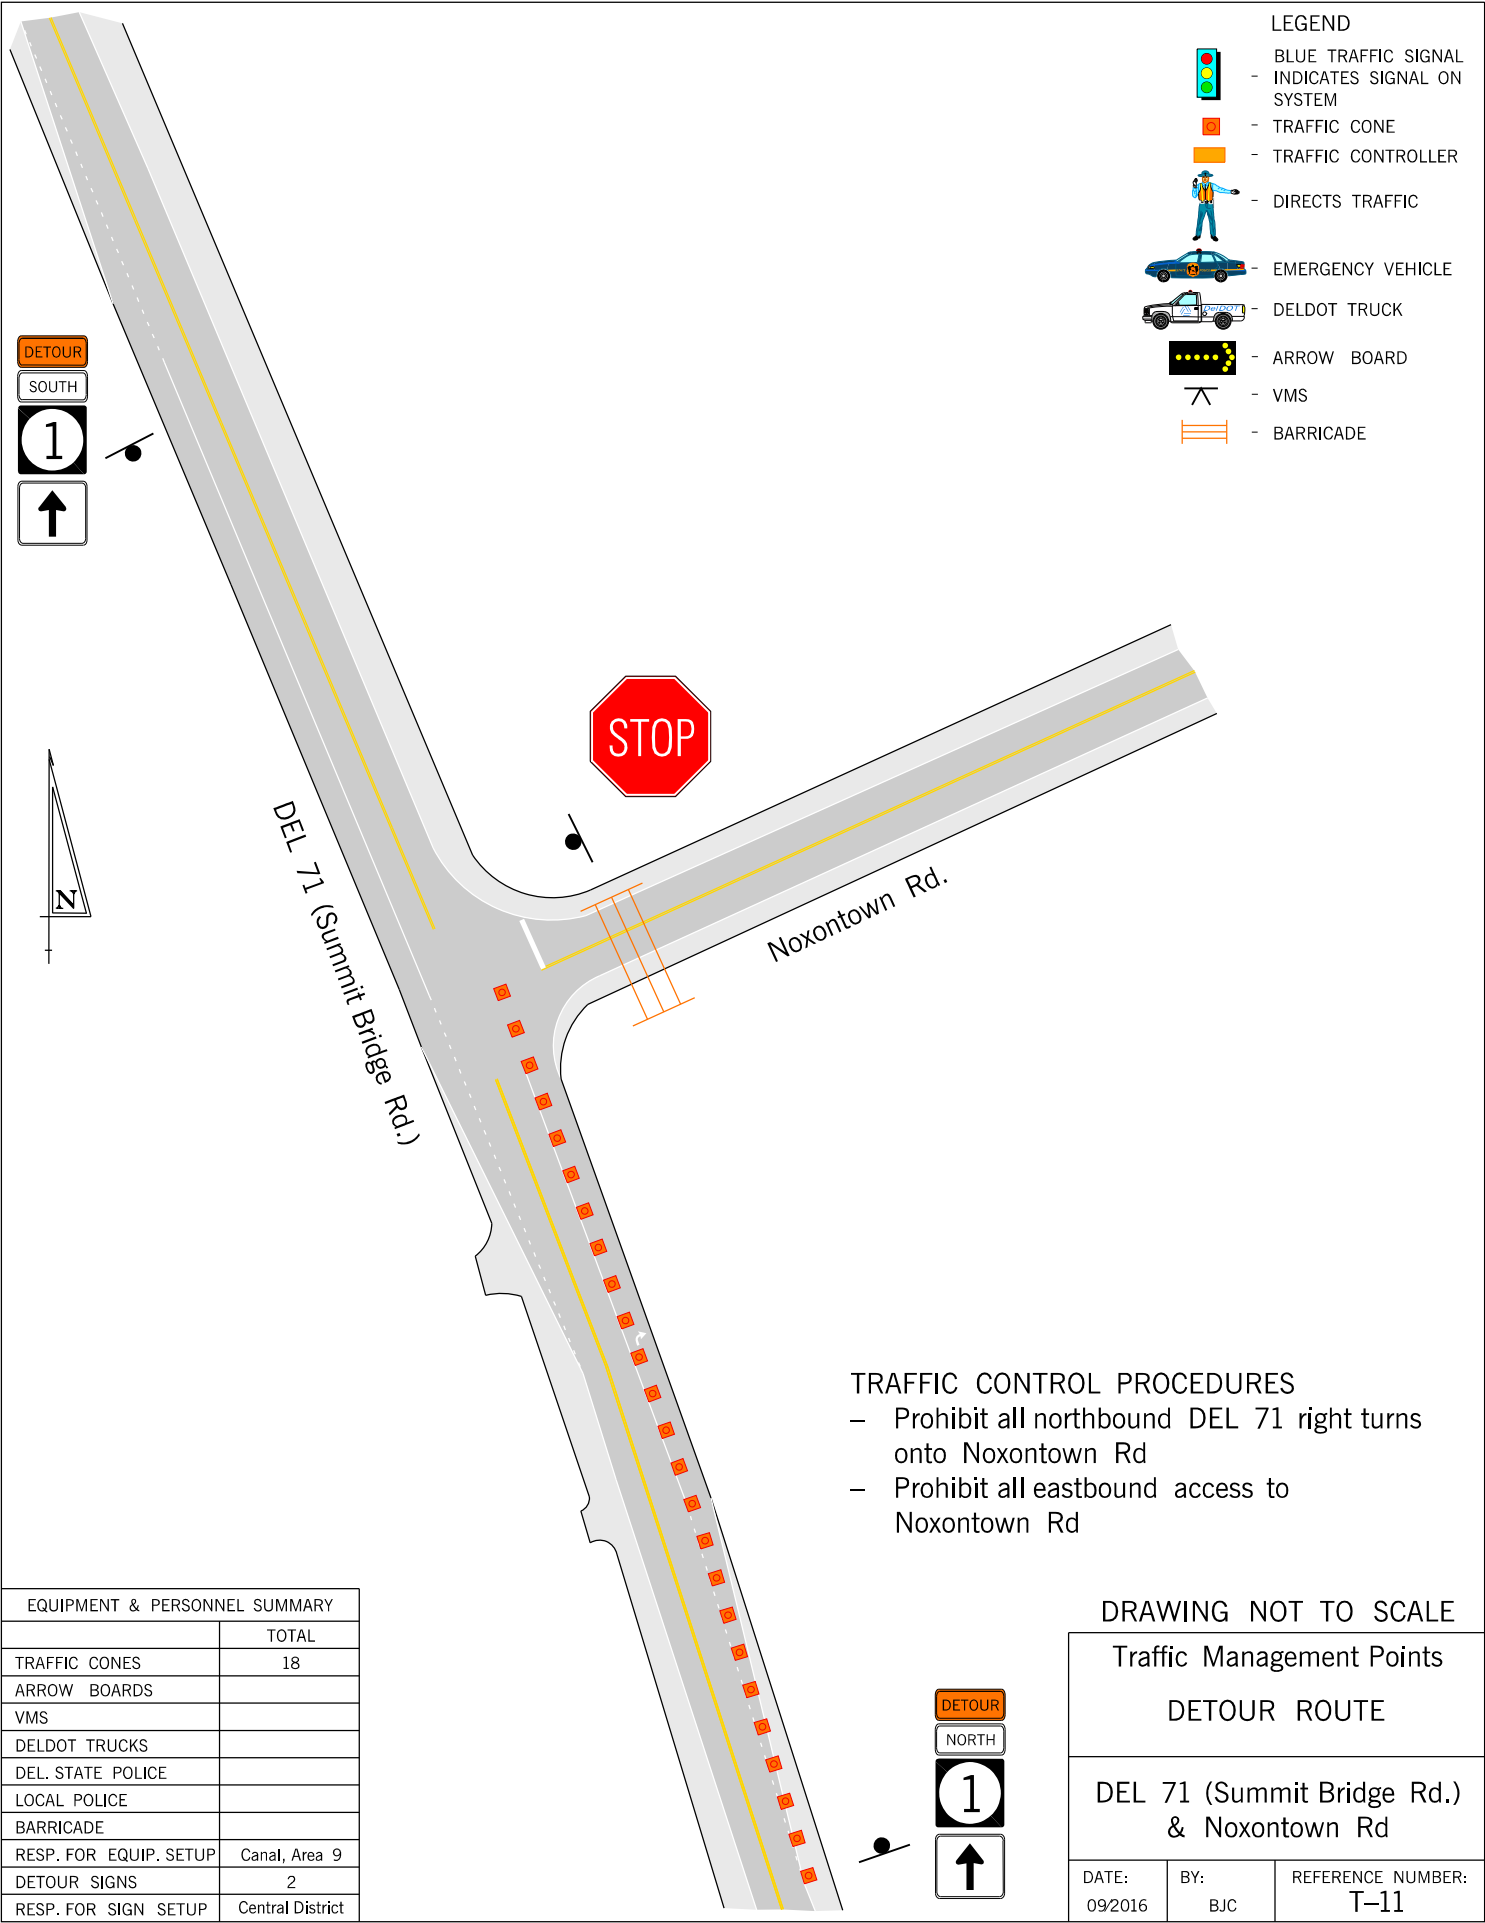 LEGEND
BLUE TRAFFIC SIGNAL
- INDICATES SIGNAL ON
SYSTEM
- TRAFFIC CONE
- TRAFFIC CONTROLLER
- DIRECTS TRAFFIC
- EMERGENCY VEHICLE
DelDOT
- DELDOT TRUCK
- ARROW BOARD
- VMS
- BARRICADE
DETOUR
SOUTH
1
STOP
N
DEL 71 (Summit Bridge Rd.)
Noxontown Rd.
TRAFFIC CONTROL PROCEDURES
– Prohibit all northbound DEL 71 right turns
onto Noxontown Rd
– Prohibit all eastbound access to
Noxontown Rd
EQUIPMENT & PERSONNEL SUMMARY
TOTAL
TRAFFIC CONES 18
ARROW BOARDS
VMS
DELDOT TRUCKS
DEL. STATE POLICE
LOCAL POLICE
BARRICADE
RESP. FOR EQUIP. SETUP Canal, Area 9
DETOUR SIGNS 2
RESP. FOR SIGN SETUP Central District
DETOUR
NORTH
1
DRAWING NOT TO SCALE
Traffic Management Points
DETOUR ROUTE
DEL 71 (Summit Bridge Rd.)
& Noxontown Rd
DATE: BY: REFERENCE NUMBER:
09/2016 BJC T-11